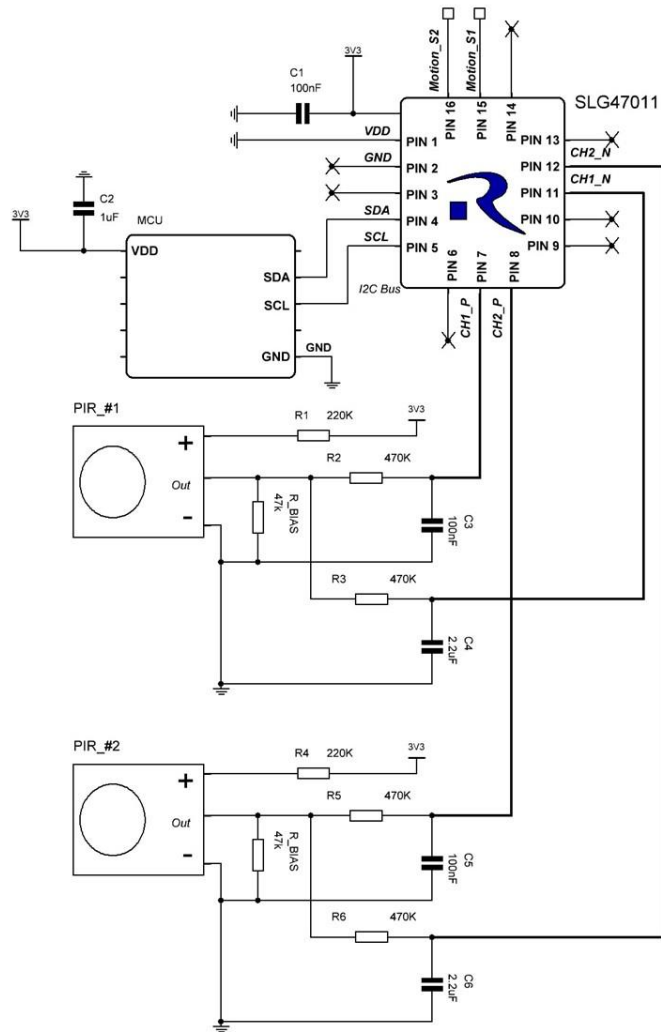 Motion_S2
Motion_S1
3V3
C1
100nF
SLG47011
PIN 16
PIN 15
PIN 14
VDD
PIN 1
PIN 13
CH2_N
GND
PIN 2
PIN 12
CH1_N
PIN 3
PIN 11
SDA
PIN 4
PIN 10
SCL
PIN 5
PIN 9
I2C Bus
PIN 6
PIN 7
PIN 8
CH1_P
CH2_P
C2
1uF
3V3
MCU
VDD
SDA
SCL
GND
GND
PIR_#1
R1 220K
3V3
+
R2 470K
Out
R_BIAS
47k
-
C3
100nF
R3 470K
C4
2.2uF
PIR_#2
R4 220K
3V3
+
R5 470K
Out
R_BIAS
47k
-
C5
100nF
R6 470K
C6
2.2uF